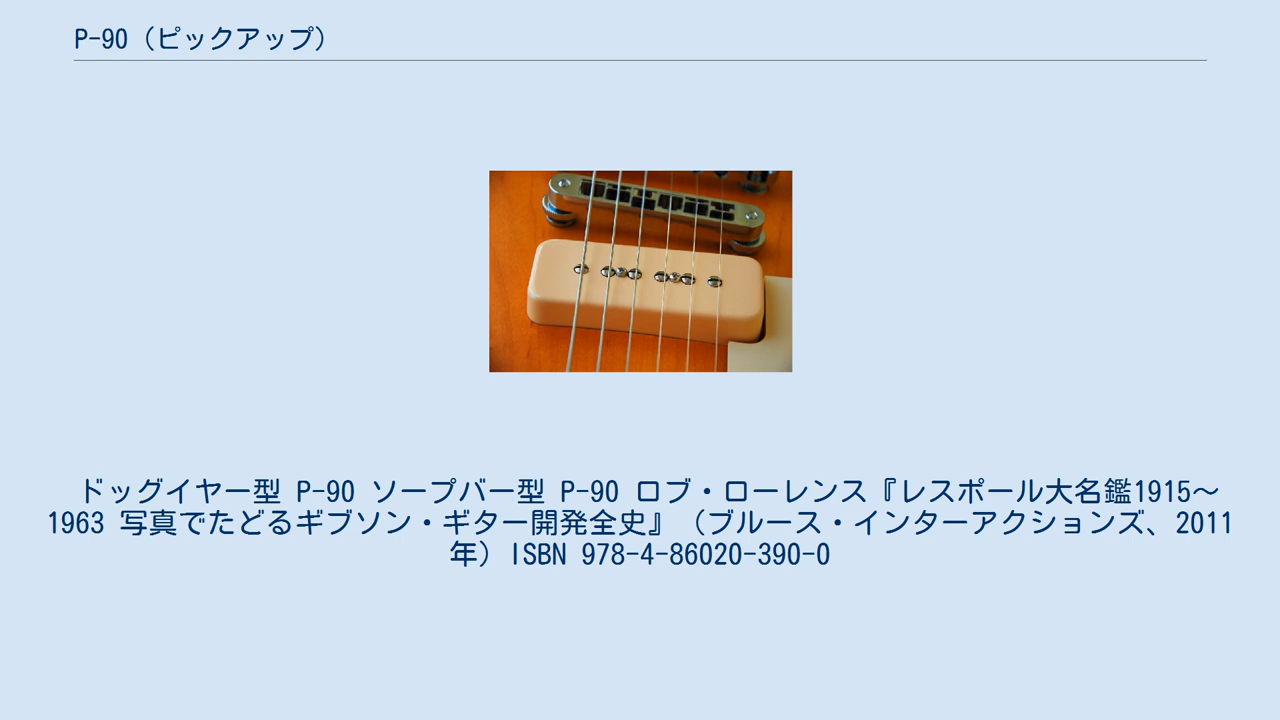 P-90（ピックアップ）
ドッグイヤー型 P-90 ソープバー型 P-90 ロブ・ローレンス『レスポール大名鑑1915〜
1963 写真でたどるギブソン・ギター開発全史』（ブルース・インターアクションズ、2011
年）ISBN 978-4-86020-390-0